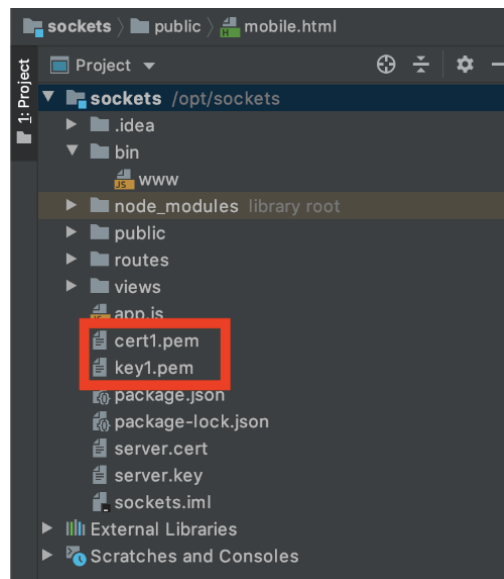 sockets 〉 public 〉 mobile.html
1: Project
Project
sockets /opt/sockets
.idea
bin
www
node_modules library root
public
routes
views
app.js
cert1.pem
key1.pem
package.json
package-lock.json
server.cert
server.key
sockets.iml
External Libraries
Scratches and Consoles